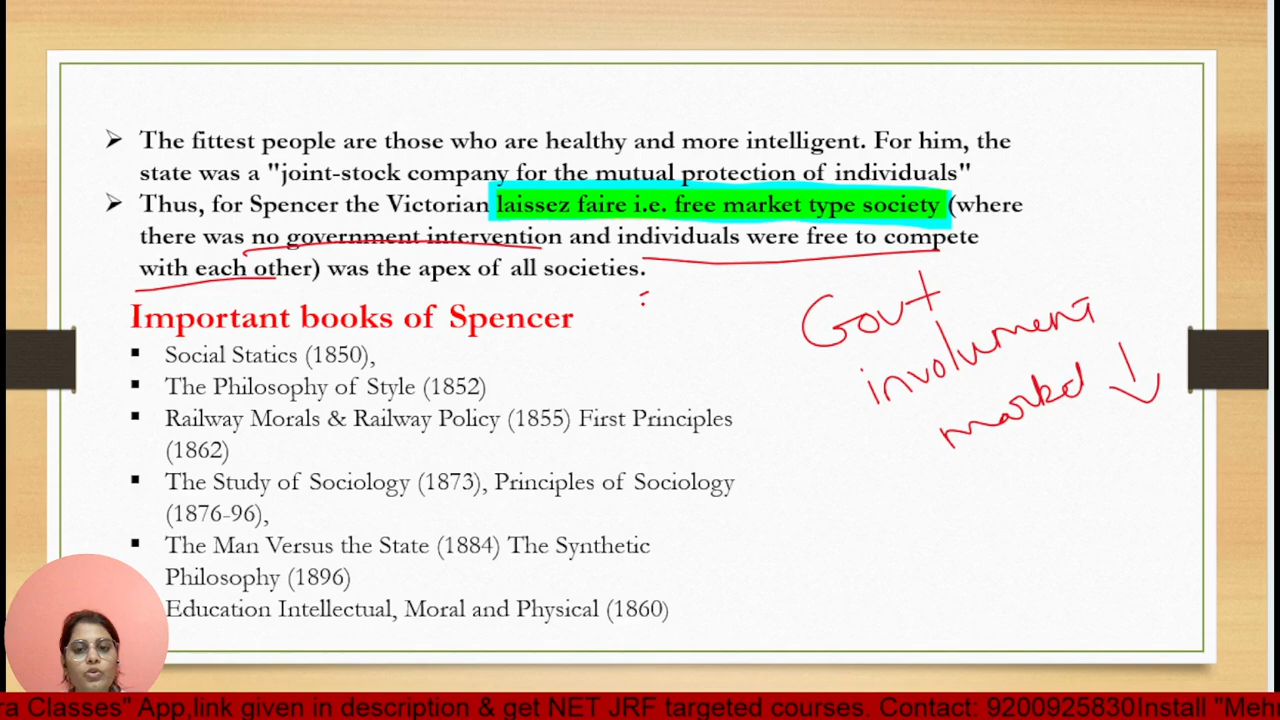 ➢ The fittest people are those who are healthy and more intelligent. For him, the
state was a "joint-stock company for the mutual protection of individuals"
➢ Thus, for Spencer the Victorian laissez faire i.e. free market type society (where
there was no government intervention and individuals were free to compete
with each other) was the apex of all societies.
Important books of Spencer
▪ Social Statics (1850),
▪ The Philosophy of Style (1852)
▪ Railway Morals & Railway Policy (1855) First Principles
(1862)
▪ The Study of Sociology (1873), Principles of Sociology
(1876-96),
▪ The Man Versus the State (1884) The Synthetic
Philosophy (1896)
Education Intellectual, Moral and Physical (1860)
Govt
involument
market ↓
ra Classes" App,link given in description & get NET JRF targeted courses. Contact: 9200925830Install "Meh